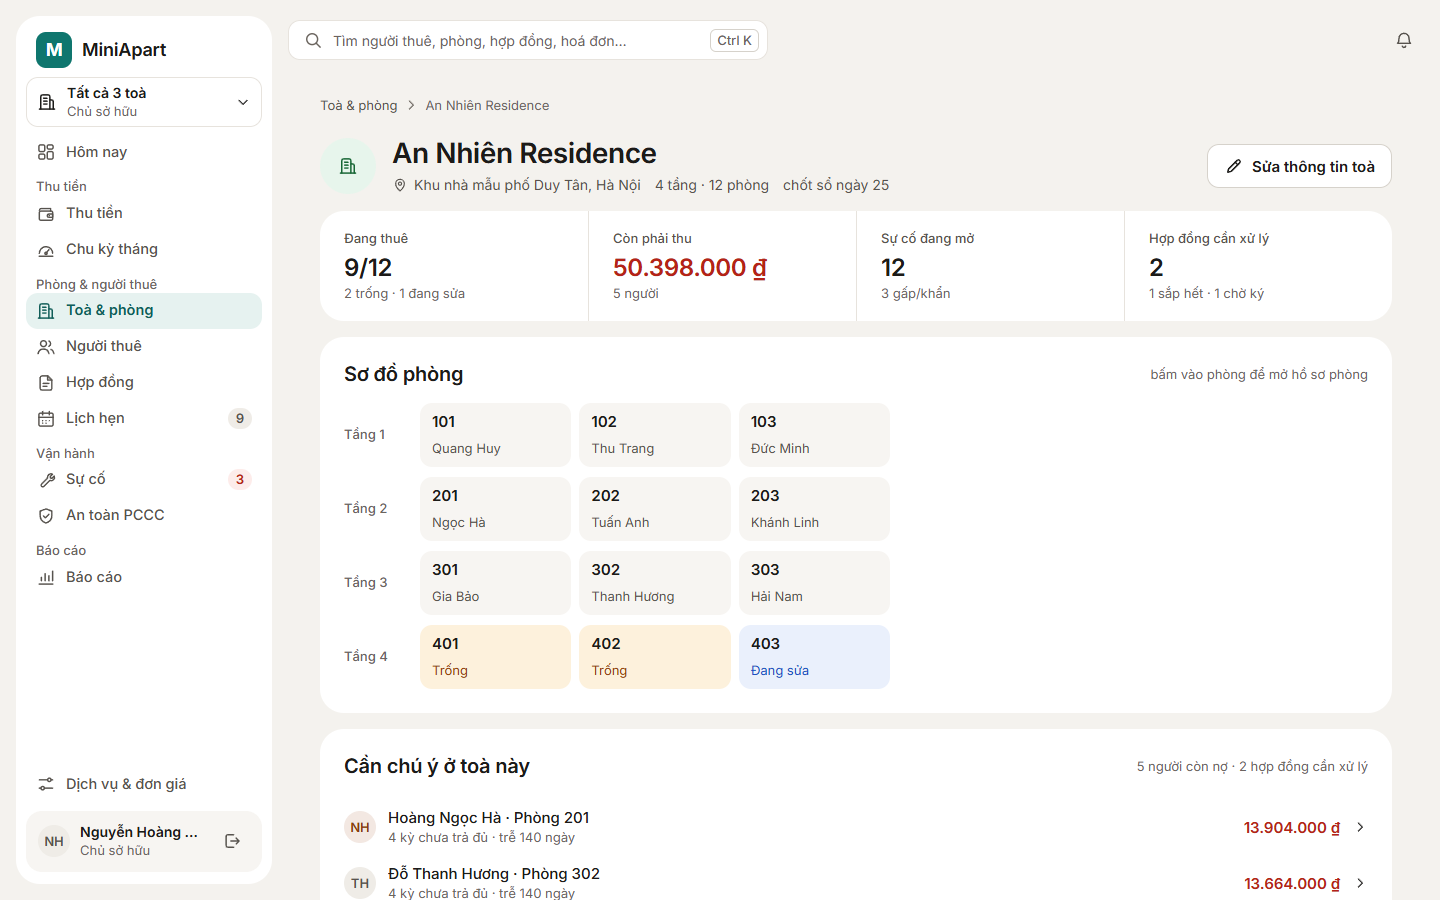 M MiniApart
Tìm người thuê, phòng, hợp đồng, hoá đơn... Ctrl K
Tất cả 3 toà
Chủ sở hữu
Hôm nay
Thu tiền
Thu tiền
Chu kỳ tháng
Phòng & người thuê
Toà & phòng
Người thuê
Hợp đồng
Lịch hẹn 9
Vận hành
Sự cố 3
An toàn PCCC
Báo cáo
Báo cáo
Dịch vụ & đơn giá
NH Nguyễn Hoàng ...
Chủ sở hữu
Toà & phòng > An Nhiên Residence
An Nhiên Residence
Khu nhà mẫu phố Duy Tân, Hà Nội 4 tầng · 12 phòng chốt sổ ngày 25
Sửa thông tin toà
Đang thuê
9/12
2 trống · 1 đang sửa
Còn phải thu
50.398.000 ₫
5 người
Sự cố đang mở
12
3 gấp/khẩn
Hợp đồng cần xử lý
2
1 sắp hết · 1 chờ ký
Sơ đồ phòng
bấm vào phòng để mở hồ sơ phòng
Tầng 1
101
Quang Huy
102
Thu Trang
103
Đức Minh
Tầng 2
201
Ngọc Hà
202
Tuấn Anh
203
Khánh Linh
Tầng 3
301
Gia Bảo
302
Thanh Hương
303
Hải Nam
Tầng 4
401
Trống
402
Trống
403
Đang sửa
Cần chú ý ở toà này
5 người còn nợ · 2 hợp đồng cần xử lý
NH Hoàng Ngọc Hà · Phòng 201
4 kỳ chưa trả đủ · trễ 140 ngày
13.904.000 ₫
TH Đỗ Thanh Hương · Phòng 302
4 kỳ chưa trả đủ · trễ 140 ngày
13.664.000 ₫